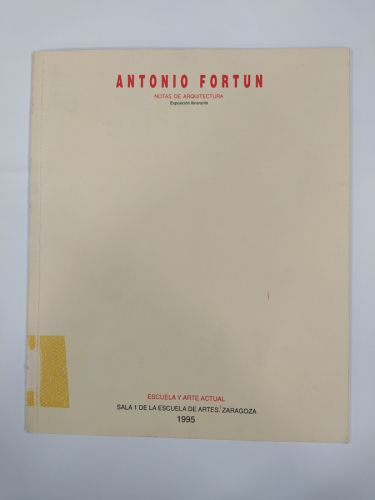 ANTONIO FORTUN
NOTAS DE ARQUITECTURA
Exposición itinerante
ESCUELA Y ARTE ACTUAL
SALA 1 DE LA ESCUELA DE ARTES. ZARAGOZA
1995